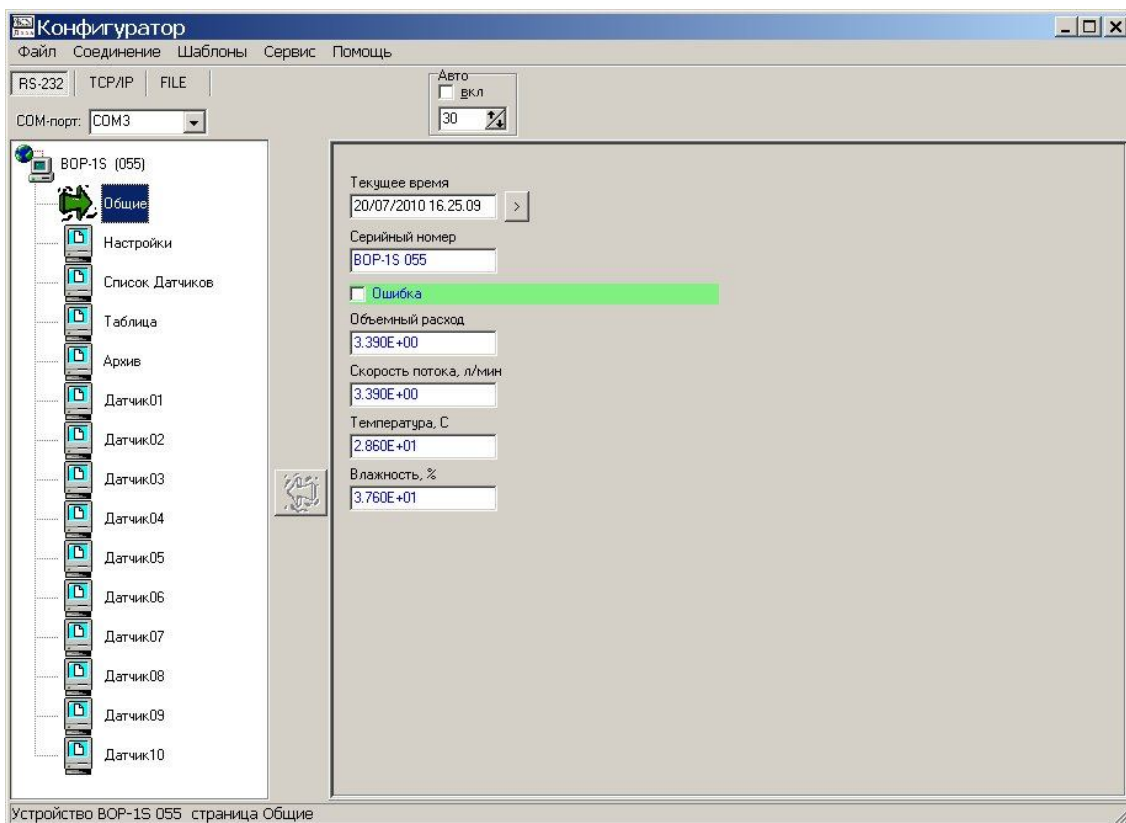 Конфигуратор
Файл Соединение Шаблоны Сервис Помощь
RS-232 TCP/IP FILE
Авто
вкл
30
COM-порт: COM3
BOP-1S (055)
Общие
Настройки
Список Датчиков
Таблица
Архив
Датчик01
Датчик02
Датчик03
Датчик04
Датчик05
Датчик06
Датчик07
Датчик08
Датчик09
Датчик10
Текущее время
20/07/2010 16.25.09 >
Серийный номер
BOP-1S 055
Ошибка
Объемный расход
3.390E+00
Скорость потока, л/мин
3.390E+00
Температура, С
2.860E+01
Влажность, %
3.760E+01
Устройство BOP-1S 055 страница Общие